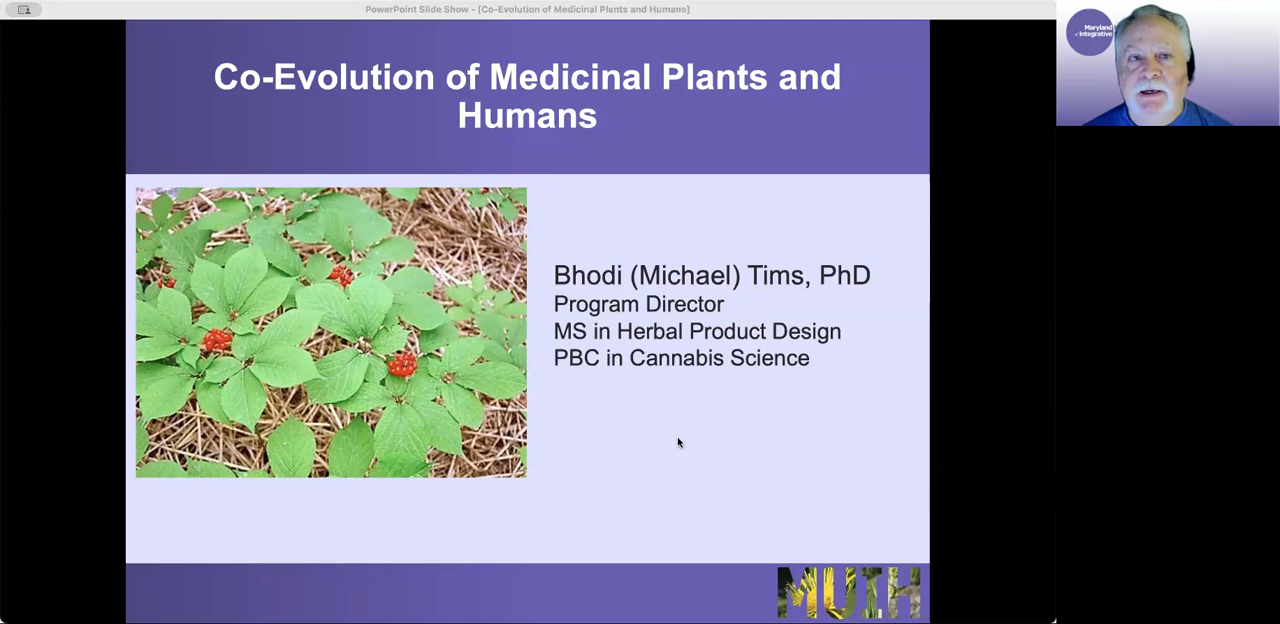 PowerPoint Slide Show - [Co-Evolution of Medicinal Plants and Humans]
Maryland
Integrative
Co-Evolution of Medicinal Plants and
Humans
Bhodi (Michael) Tims, PhD
Program Director
MS in Herbal Product Design
PBC in Cannabis Science
MUIH